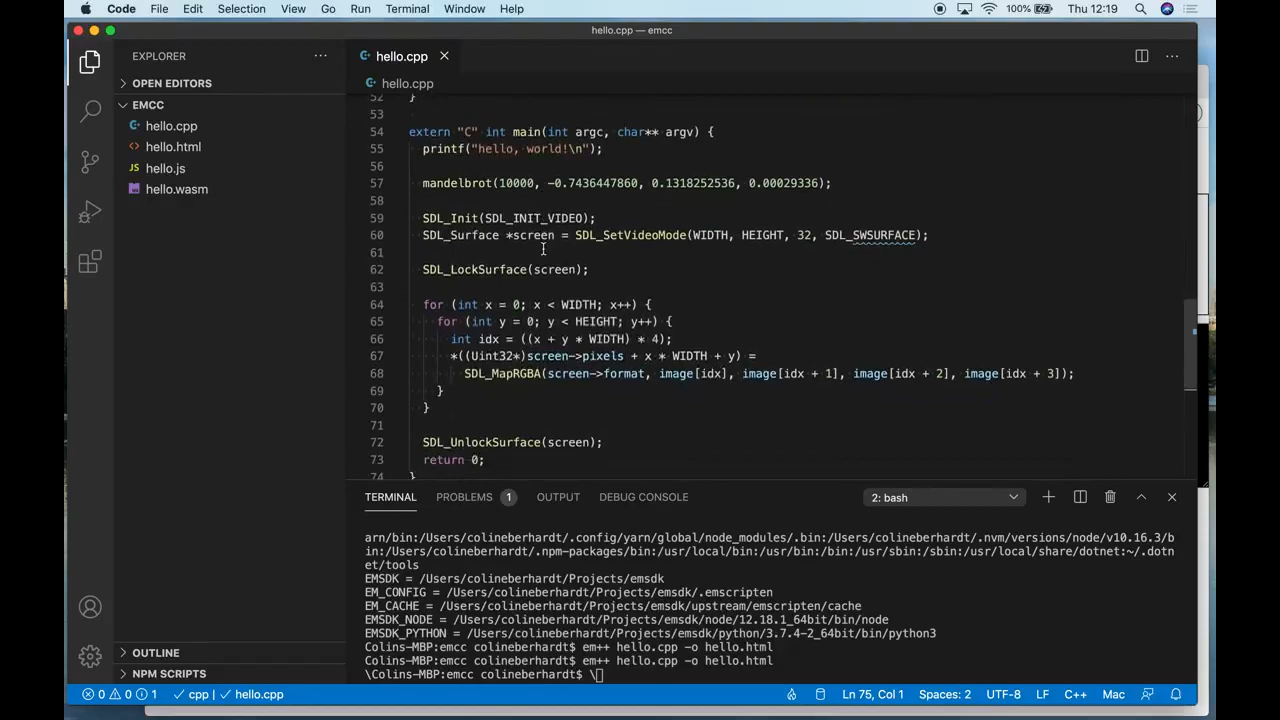 Code File Edit Selection View Go Run Terminal Window Help 100% Thu 12:19
hello.cpp — emcc
EXPLORER
OPEN EDITORS
EMCC
hello.cpp
hello.html
JS hello.js
hello.wasm
OUTLINE
NPM SCRIPTS
hello.cpp
hello.cpp
52 }
53
54 extern "C" int main(int argc, char** argv) {
55 printf("hello, world!\n");
56
57 mandelbrot(10000, -0.7436447860, 0.1318252536, 0.00029336);
58
59 SDL_Init(SDL_INIT_VIDEO);
60 SDL_Surface *screen = SDL_SetVideoMode(WIDTH, HEIGHT, 32, SDL_SWSURFACE);
61
62 SDL_LockSurface(screen);
63
64 for (int x = 0; x < WIDTH; x++) {
65 for (int y = 0; y < HEIGHT; y++) {
66 int idx = ((x + y * WIDTH) * 4);
67 *((Uint32*)screen->pixels + x * WIDTH + y) =
68 SDL_MapRGBA(screen->format, image[idx], image[idx + 1], image[idx + 2], image[idx + 3]);
69 }
70 }
71
72 SDL_UnlockSurface(screen);
73 return 0;
74 }
TERMINAL PROBLEMS 1 OUTPUT DEBUG CONSOLE 2: bash
arn/bin:/Users/colineberhardt/.config/yarn/global/node_modules/.bin:/Users/colineberhardt/.nvm/versions/node/v10.16.3/b
in:/Users/colineberhardt/.npm-packages/bin:/usr/local/bin:/usr/bin:/bin:/usr/sbin:/sbin:/usr/local/share/dotnet:~/.dotn
et/tools
EMSDK = /Users/colineberhardt/Projects/emsdk
EM_CONFIG = /Users/colineberhardt/Projects/emsdk/.emscripten
EM_CACHE = /Users/colineberhardt/Projects/emsdk/upstream/emscripten/cache
EMSDK_NODE = /Users/colineberhardt/Projects/emsdk/node/12.18.1_64bit/bin/node
EMSDK_PYTHON = /Users/colineberhardt/Projects/emsdk/python/3.7.4-2_64bit/bin/python3
Colins-MBP:emcc colineberhardt$ em++ hello.cpp -o hello.html
Colins-MBP:emcc colineberhardt$ em++ hello.cpp -o hello.html
\Colins-MBP:emcc colineberhardt$ \
0 0 1 cpp | hello.cpp Ln 75, Col 1 Spaces: 2 UTF-8 LF C++ Mac